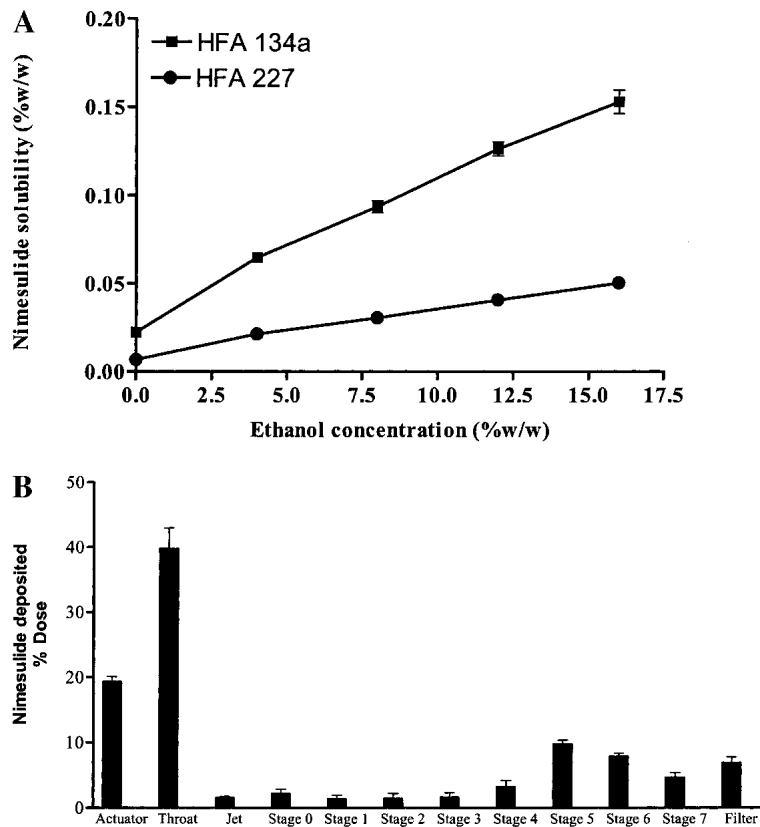 A
0.20
HFA 134a
HFA 227
0.15
0.10
0.05
0.00
Nimesulide solubility (%w/w)
0.0 2.5 5.0 7.5 10.0 12.5 15.0 17.5
Ethanol concentration (%w/w)
B
50
40
30
20
10
0
Nimesulide deposited
% Dose
Actuator Throat Jet Stage 0 Stage 1 Stage 2 Stage 3 Stage 4 Stage 5 Stage 6 Stage 7 Filter